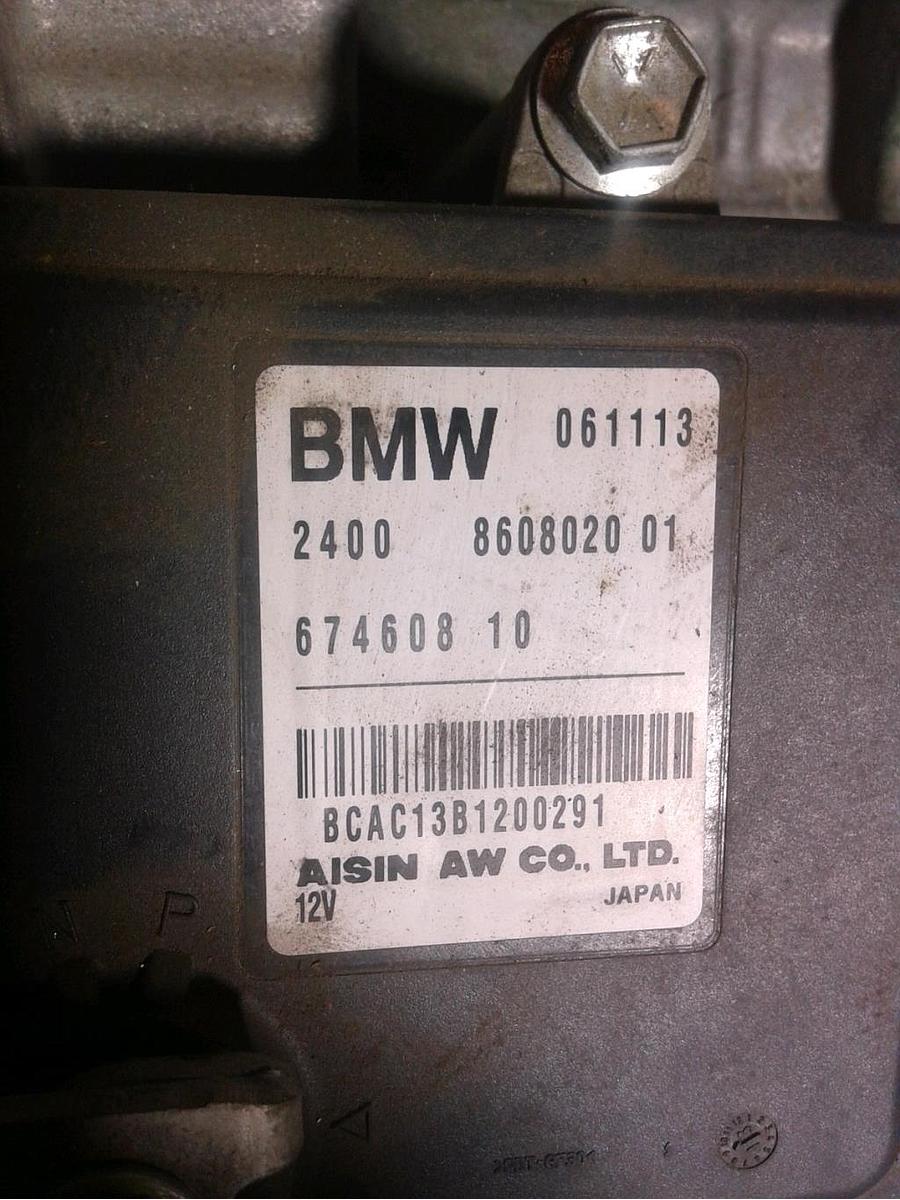 BMW 061113
2400 8608020 01
674608 10
BCAC13B1200291
AISIN AW CO., LTD.
12V JAPAN
N P